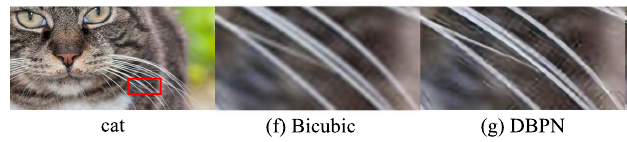 cat (f) Bicubic (g) DBPN